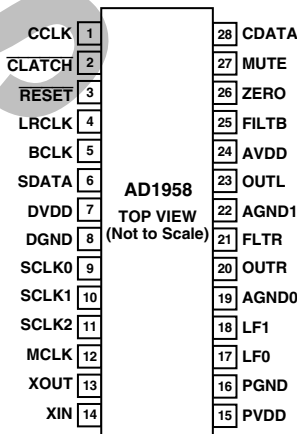 CCLK 1
CLATCH 2
RESET 3
LRCLK 4
BCLK 5
SDATA 6
DVDD 7
DGND 8
SCLK0 9
SCLK1 10
SCLK2 11
MCLK 12
XOUT 13
XIN 14
AD1958
TOP VIEW
(Not to Scale)
28 CDATA
27 MUTE
26 ZERO
25 FILTB
24 AVDD
23 OUTL
22 AGND1
21 FLTR
20 OUTR
19 AGND0
18 LF1
17 LF0
16 PGND
15 PVDD